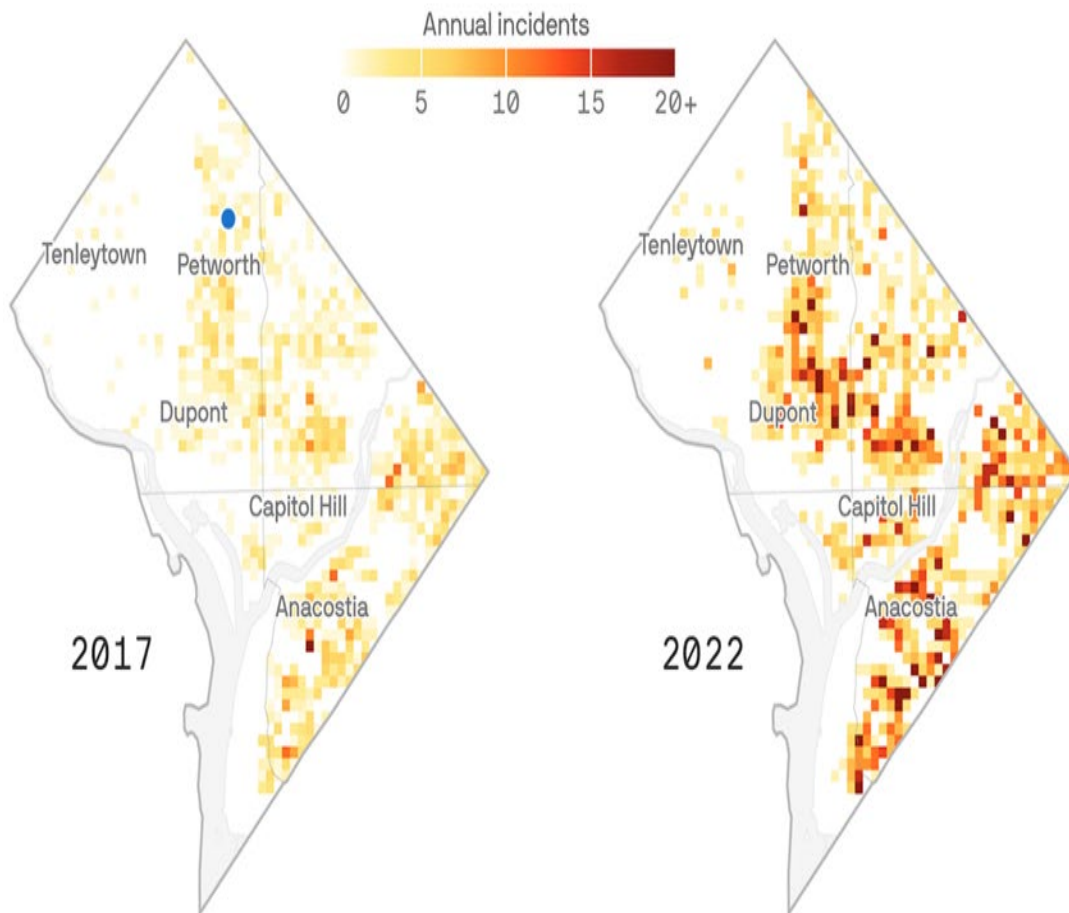 Annual incidents
0 5 10 15 20+
Tenleytown
Petworth
Dupont
Capitol Hill
Anacostia
2017
Tenleytown
Petworth
Dupont
Capitol Hill
Anacostia
2022